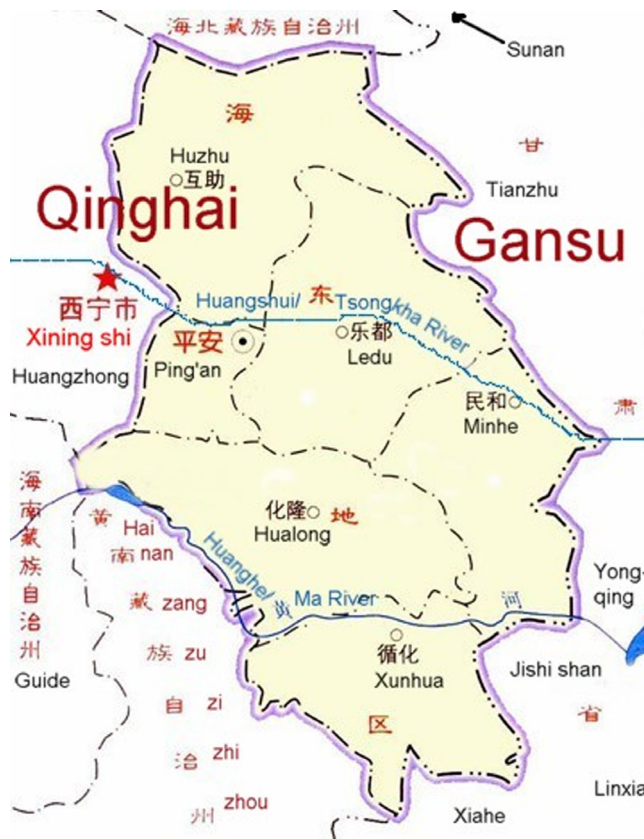 海北藏族自治州
Sunan
海
甘
Huzhu
互助
Tianzhu
Qinghai
Gansu
西宁市
Xining shi
Huangshui/
东
Tsongkha River
平安
Ping'an
乐都
Ledu
Huangzhong
民和
Minhe
肃
海南藏族自治州
黄
Hai
南 nan
藏 zang
族 zu
自 zi
治 zhi
州 zhou
化隆
Hualong
地
Huanghe/
黄
Ma River
河
Yong-
qing
循化
Xunhua
Jishi shan
Guide
区
省
Linxia
Xiahe